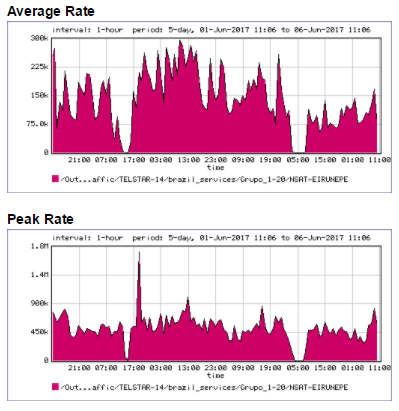 Average Rate
interval: 1-hour period: 5-day, 01-Jun-2017 11:06 to 06-Jun-2017 11:06
300k
225k
150k
75.0k
0
21:00 07:00 17:00 03:00 13:00 23:00 09:00 19:00 05:00 15:00 01:00 11:00
time
/Out...affic/TELSTAR-14/brazil_services/Grupo_1-20/NSAT-EIRUNEPE
Peak Rate
interval: 1-hour period: 5-day, 01-Jun-2017 11:06 to 06-Jun-2017 11:06
1.8M
1.4M
900k
450k
0
21:00 07:00 17:00 03:00 13:00 23:00 09:00 19:00 05:00 15:00 01:00 11:00
time
/Out...affic/TELSTAR-14/brazil_services/Grupo_1-20/NSAT-EIRUNEPE